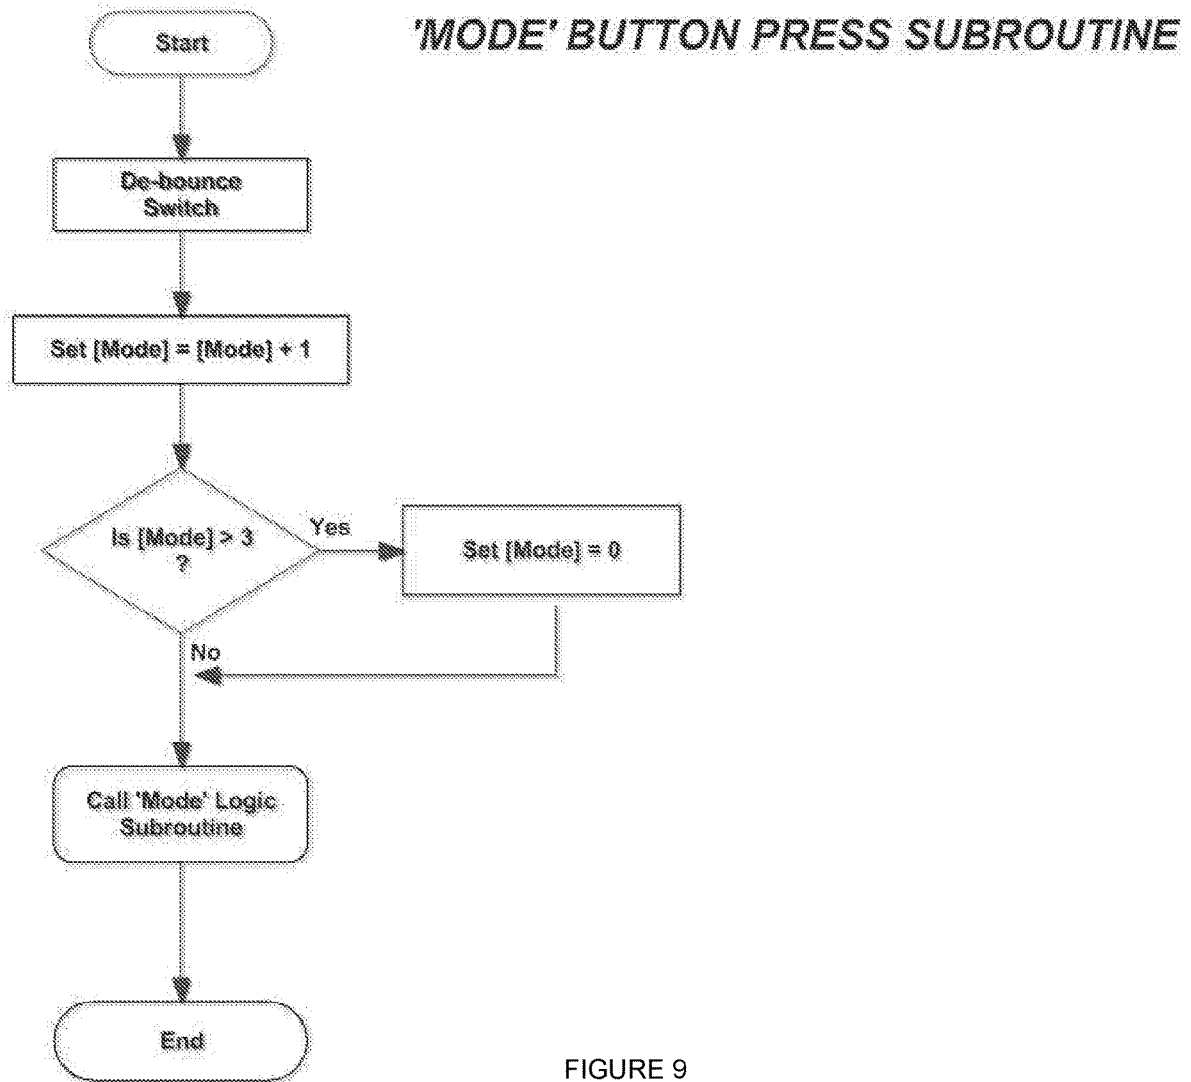 'MODE' BUTTON PRESS SUBROUTINE
Start
De-bounce
Switch
Set [Mode] = [Mode] + 1
Is [Mode] > 3
?
Yes
Set [Mode] = 0
No
Call 'Mode' Logic
Subroutine
End
FIGURE 9